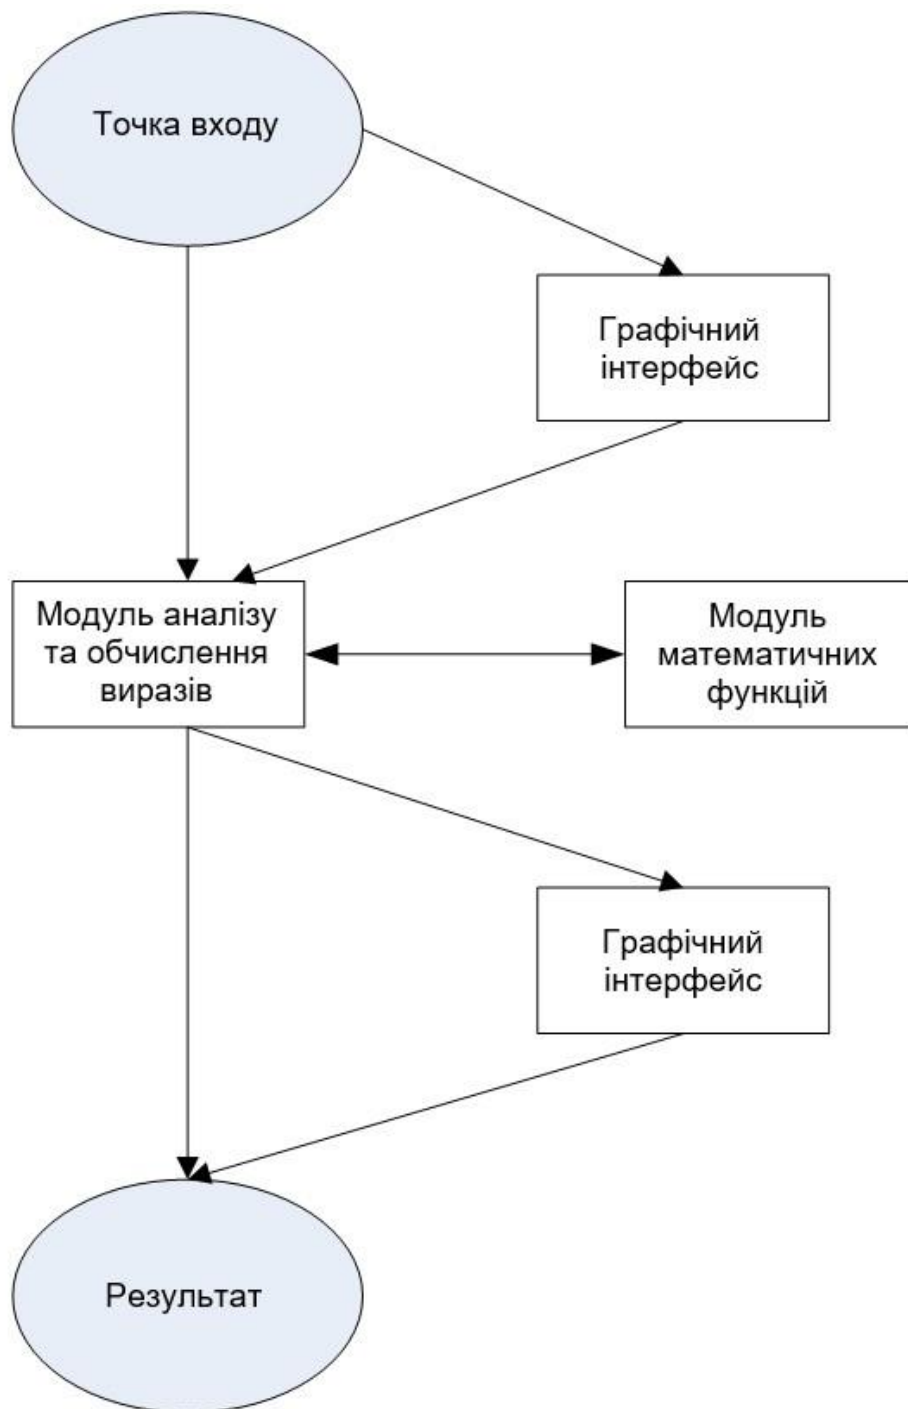 Точка входу
Графічний
інтерфейс
Модуль аналізу
та обчислення
виразів
Модуль
математичних
функцій
Графічний
інтерфейс
Результат